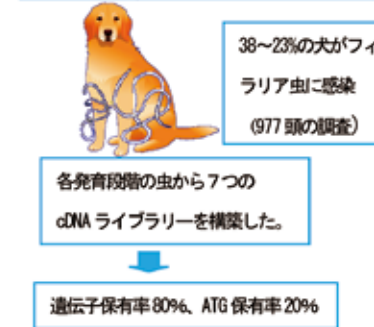 38～23%の犬がフィ
ラリア虫に感染
(977頭の調査)
各発育段階の虫から７つの
cDNAライブラリーを構築した。
遺伝子保有率80%、ATG保有率20%